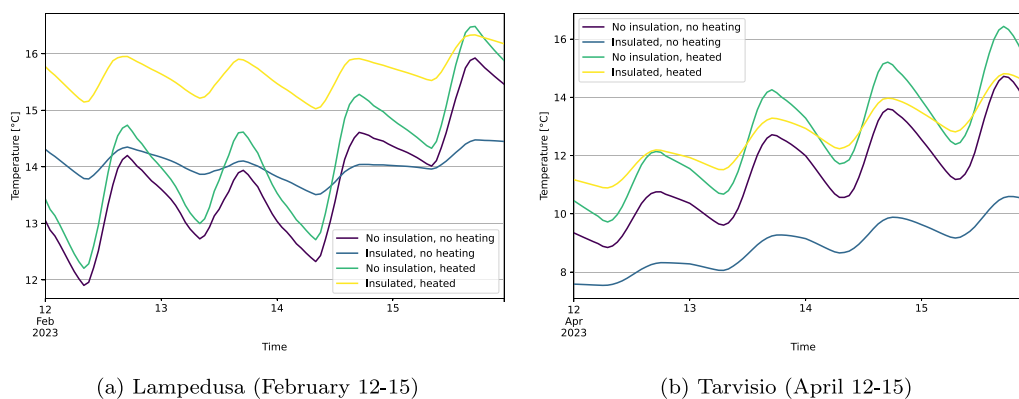 Temperature [°C]
16
15
14
13
12
No insulation, no heating
Insulated, no heating
No insulation, heated
Insulated, heated
12 13 14 15
Feb
2023
Time
(a) Lampedusa (February 12-15)
No insulation, no heating
Insulated, no heating
No insulation, heated
Insulated, heated
Temperature [°C]
16
14
12
10
8
12 13 14 15
Apr
2023
Time
(b) Tarvisio (April 12-15)